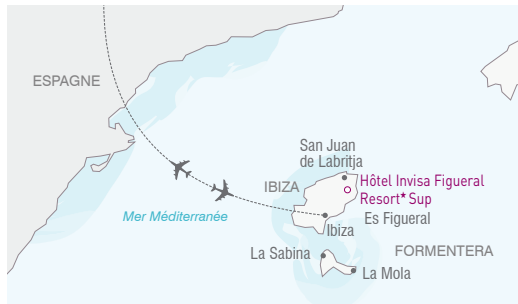 ESPAGNE
San Juan
de Labritja
IBIZA
Hôtel Invisa Figueral
Resort* Sup
Es Figueral
Mer Méditerranée
Ibiza
La Sabina
FORMENTERA
La Mola